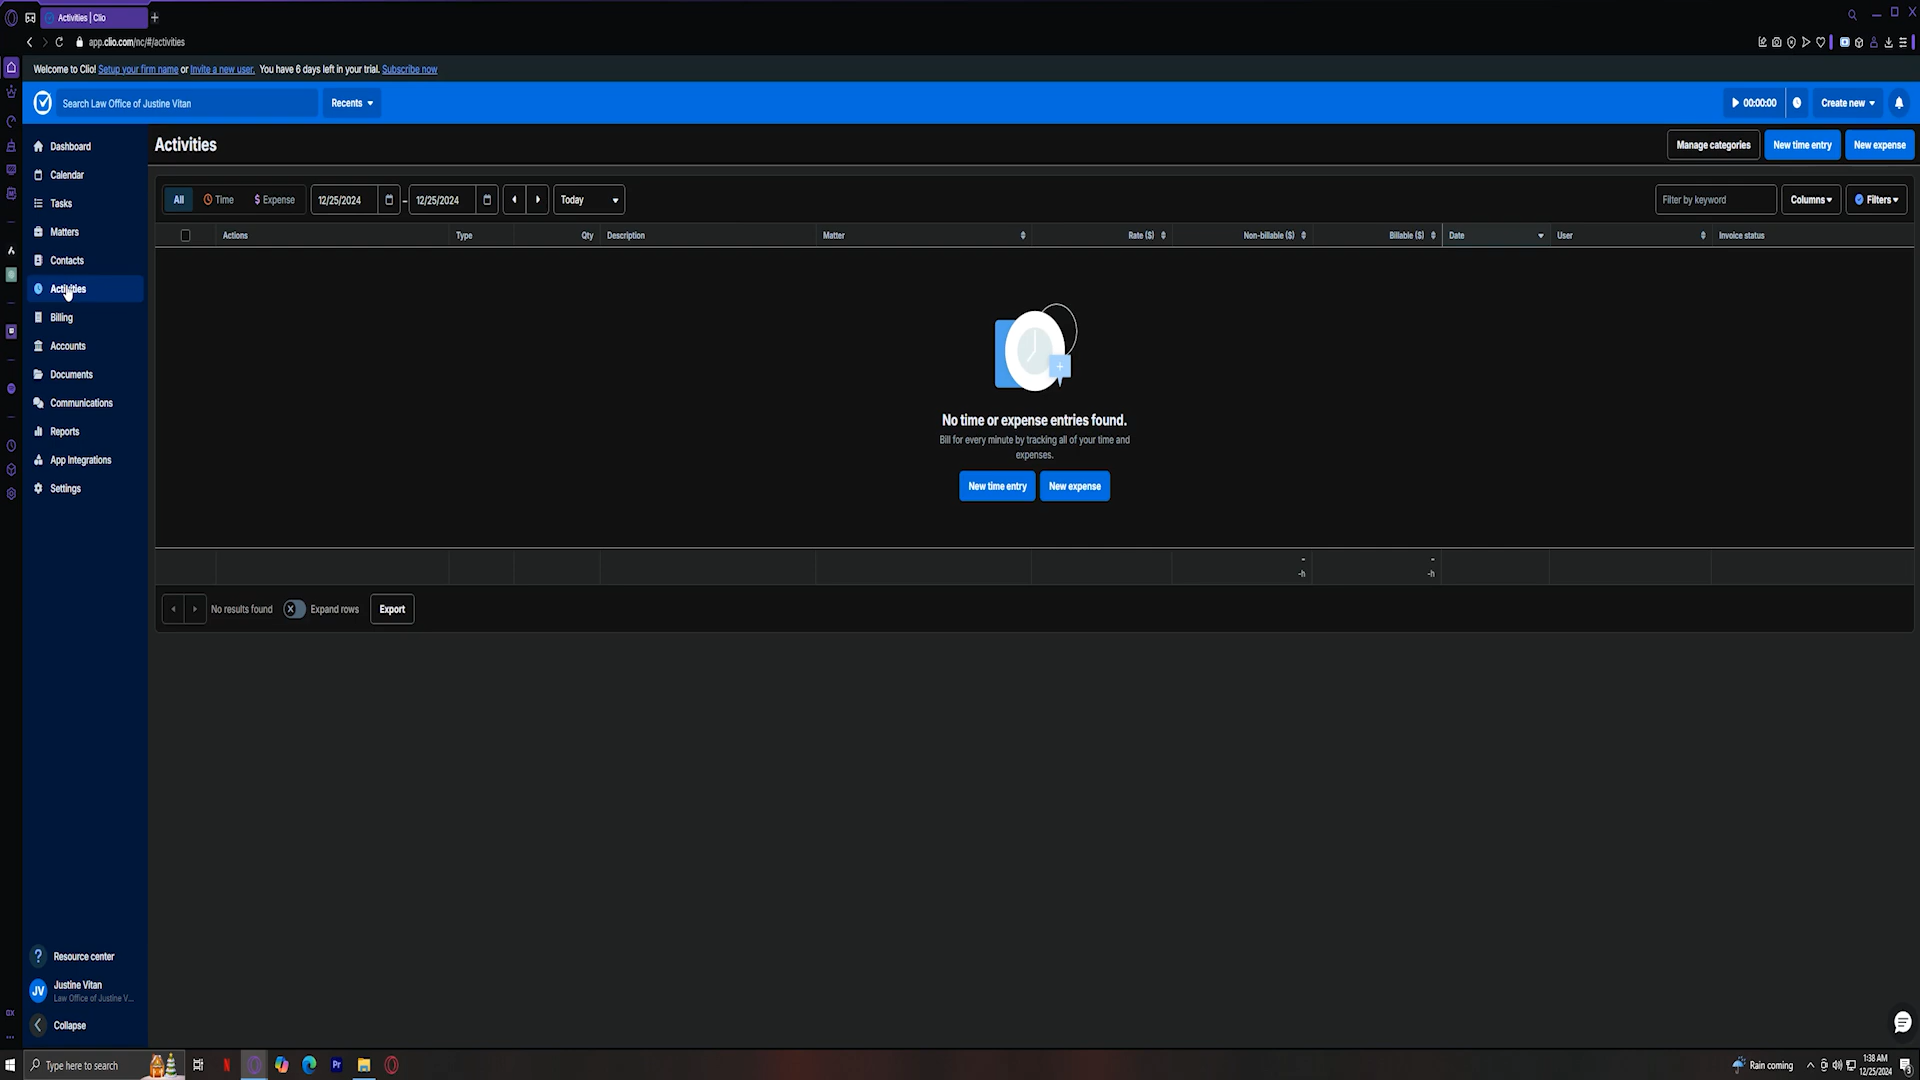 Activities | Clio
app.clio.com/nc/#/activities
Welcome to Clio! Setup your firm name or Invite a new user. You have 6 days left in your trial. Subscribe now
Search Law Office of Justine Vitan
Recents
00:00:00
Create new
Dashboard
Calendar
Tasks
Matters
Contacts
Activities
Billing
Accounts
Documents
Communications
Reports
App Integrations
Settings
Activities
Manage categories
New time entry
New expense
All
Time
$ Expense
12/25/2024
-
12/25/2024
Today
Filter by keyword
Columns
Filters
Actions
Type
Qty
Description
Matter
Rate ($)
Non-billable ($)
Billable ($)
Date
User
Invoice status
No time or expense entries found.
Bill for every minute by tracking all of your time and
expenses.
New time entry
New expense
-
-
-h
-h
No results found
Expand rows
Export
? Resource center
JV
Justine Vitan
Law Office of Justine V...
Collapse
Type here to search
Pr
Rain coming
1:38 AM
12/25/2024
3